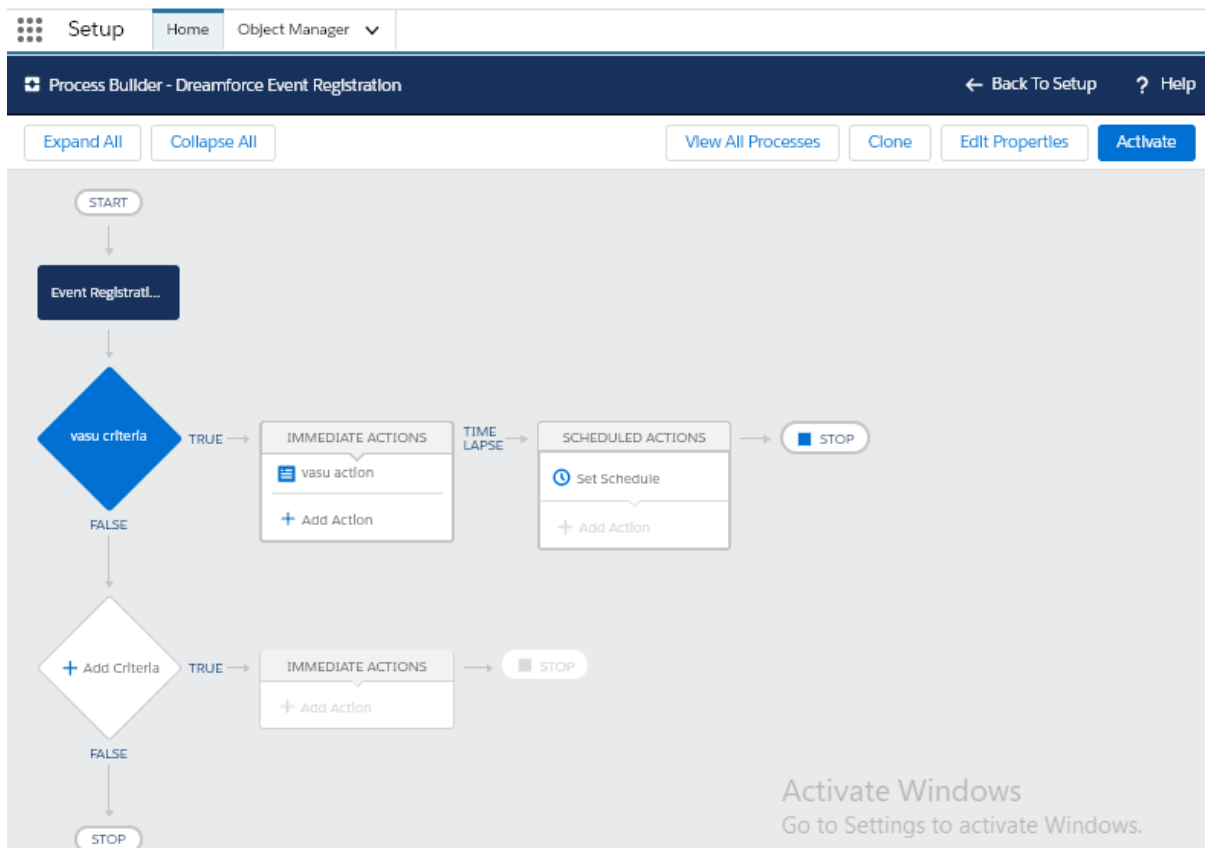 Setup
Home
Object Manager
Process Builder - Dreamforce Event Registration
Back To Setup
? Help
Expand All
Collapse All
View All Processes
Clone
Edit Properties
Activate
START
Event Registrati...
vasu criteria
TRUE
IMMEDIATE ACTIONS
vasu action
+ Add Action
TIME
LAPSE
SCHEDULED ACTIONS
Set Schedule
+ Add Action
STOP
FALSE
+ Add Criteria
TRUE
IMMEDIATE ACTIONS
+ Add Action
STOP
FALSE
STOP
Activate Windows
Go to Settings to activate Windows.